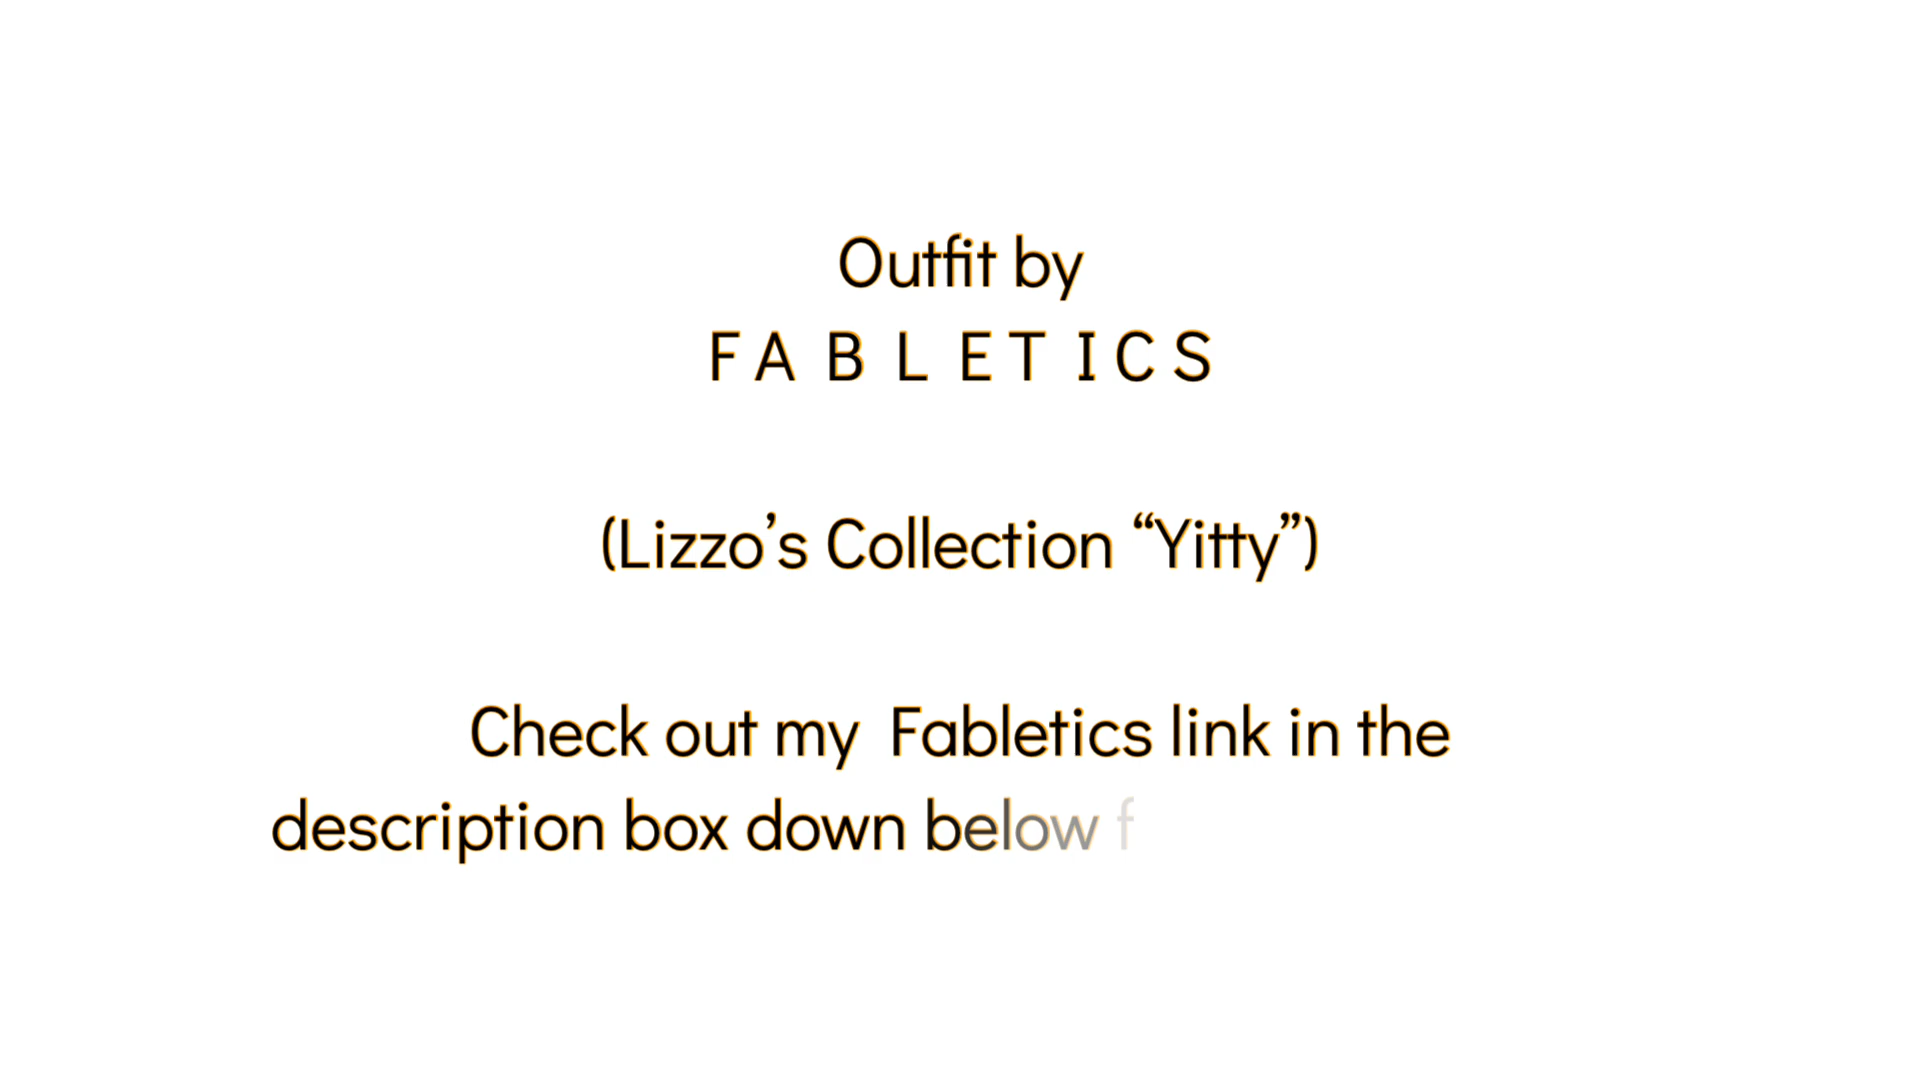 Outfit by
F A B L E T I C S
(Lizzo’s Collection “Yitty”)
Check out my Fabletics link in the
description box down below f